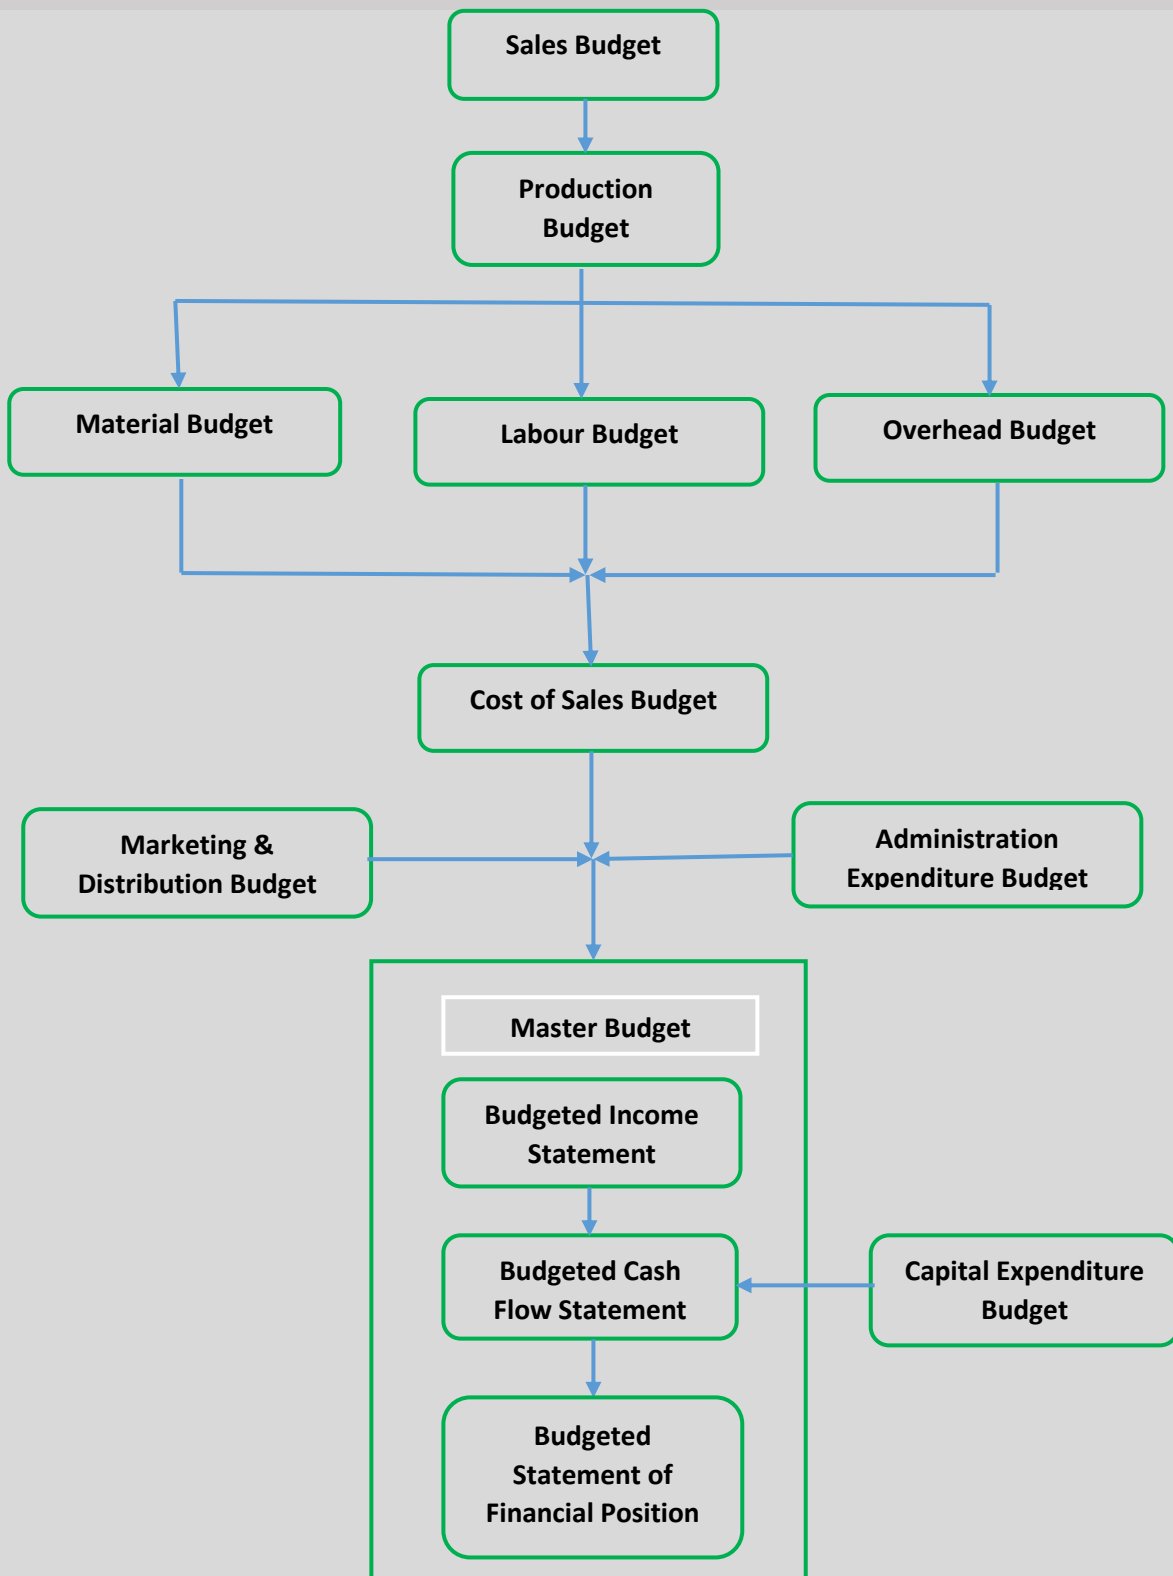 Sales Budget
Production
Budget
Material Budget
Labour Budget
Overhead Budget
Cost of Sales Budget
Marketing &
Distribution Budget
Administration
Expenditure Budget
Master Budget
Budgeted Income
Statement
Budgeted Cash
Flow Statement
Capital Expenditure
Budget
Budgeted
Statement of
Financial Position